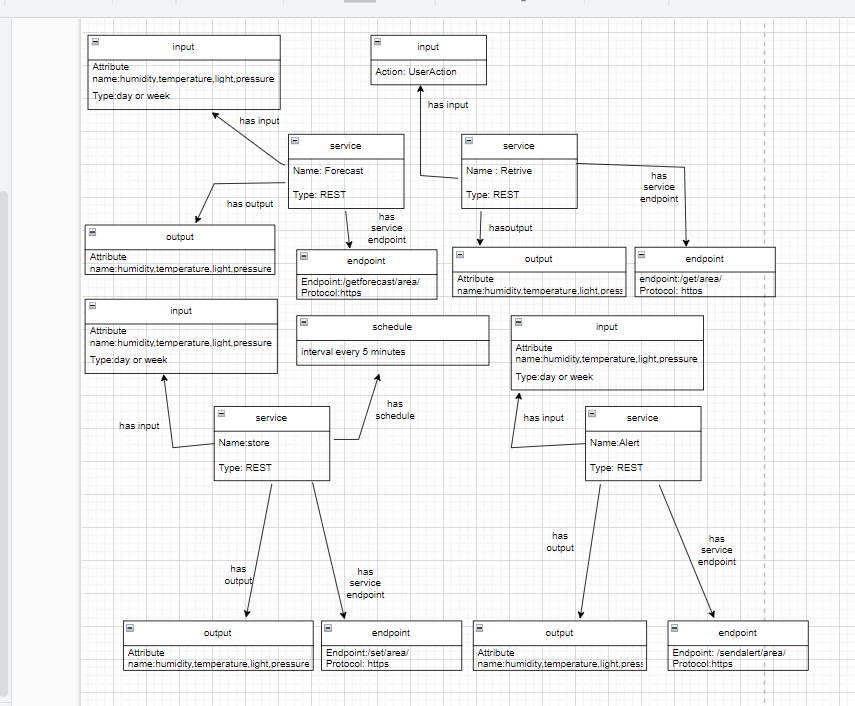 input
Attribute
name:humidity,temperature,light,pressure
Type:day or week
input
Action: UserAction
has input
has input
service
Name: Forecast
Type: REST
service
Name : Retrive
Type: REST
has
service
endpoint
has output
has
service
endpoint
hasoutput
output
Attribute
name:humidity,temperature,light,pressure
endpoint
Endpoint:/getforecast/area/
Protocol:https
output
Attribute
name:humidity,temperature,light,press
endpoint
endpoint:/get/area/
Protocol: https
input
Attribute
name:humidity,temperature,light,pressure
Type:day or week
schedule
interval every 5 minutes
input
Attribute
name:humidity,temperature,light,pressure
Type:day or week
has input
has
schedule
has input
service
Name:store
Type: REST
service
Name:Alert
Type: REST
has
output
has
service
endpoint
has
output
has
service
endpoint
output
Attribute
name:humidity,temperature,light,pressure
endpoint
Endpoint:/set/area/
Protocol: https
output
Attribute
name:humidity,temperature,light,press
endpoint
Endpoint: /sendalert/area/
Protocol:https